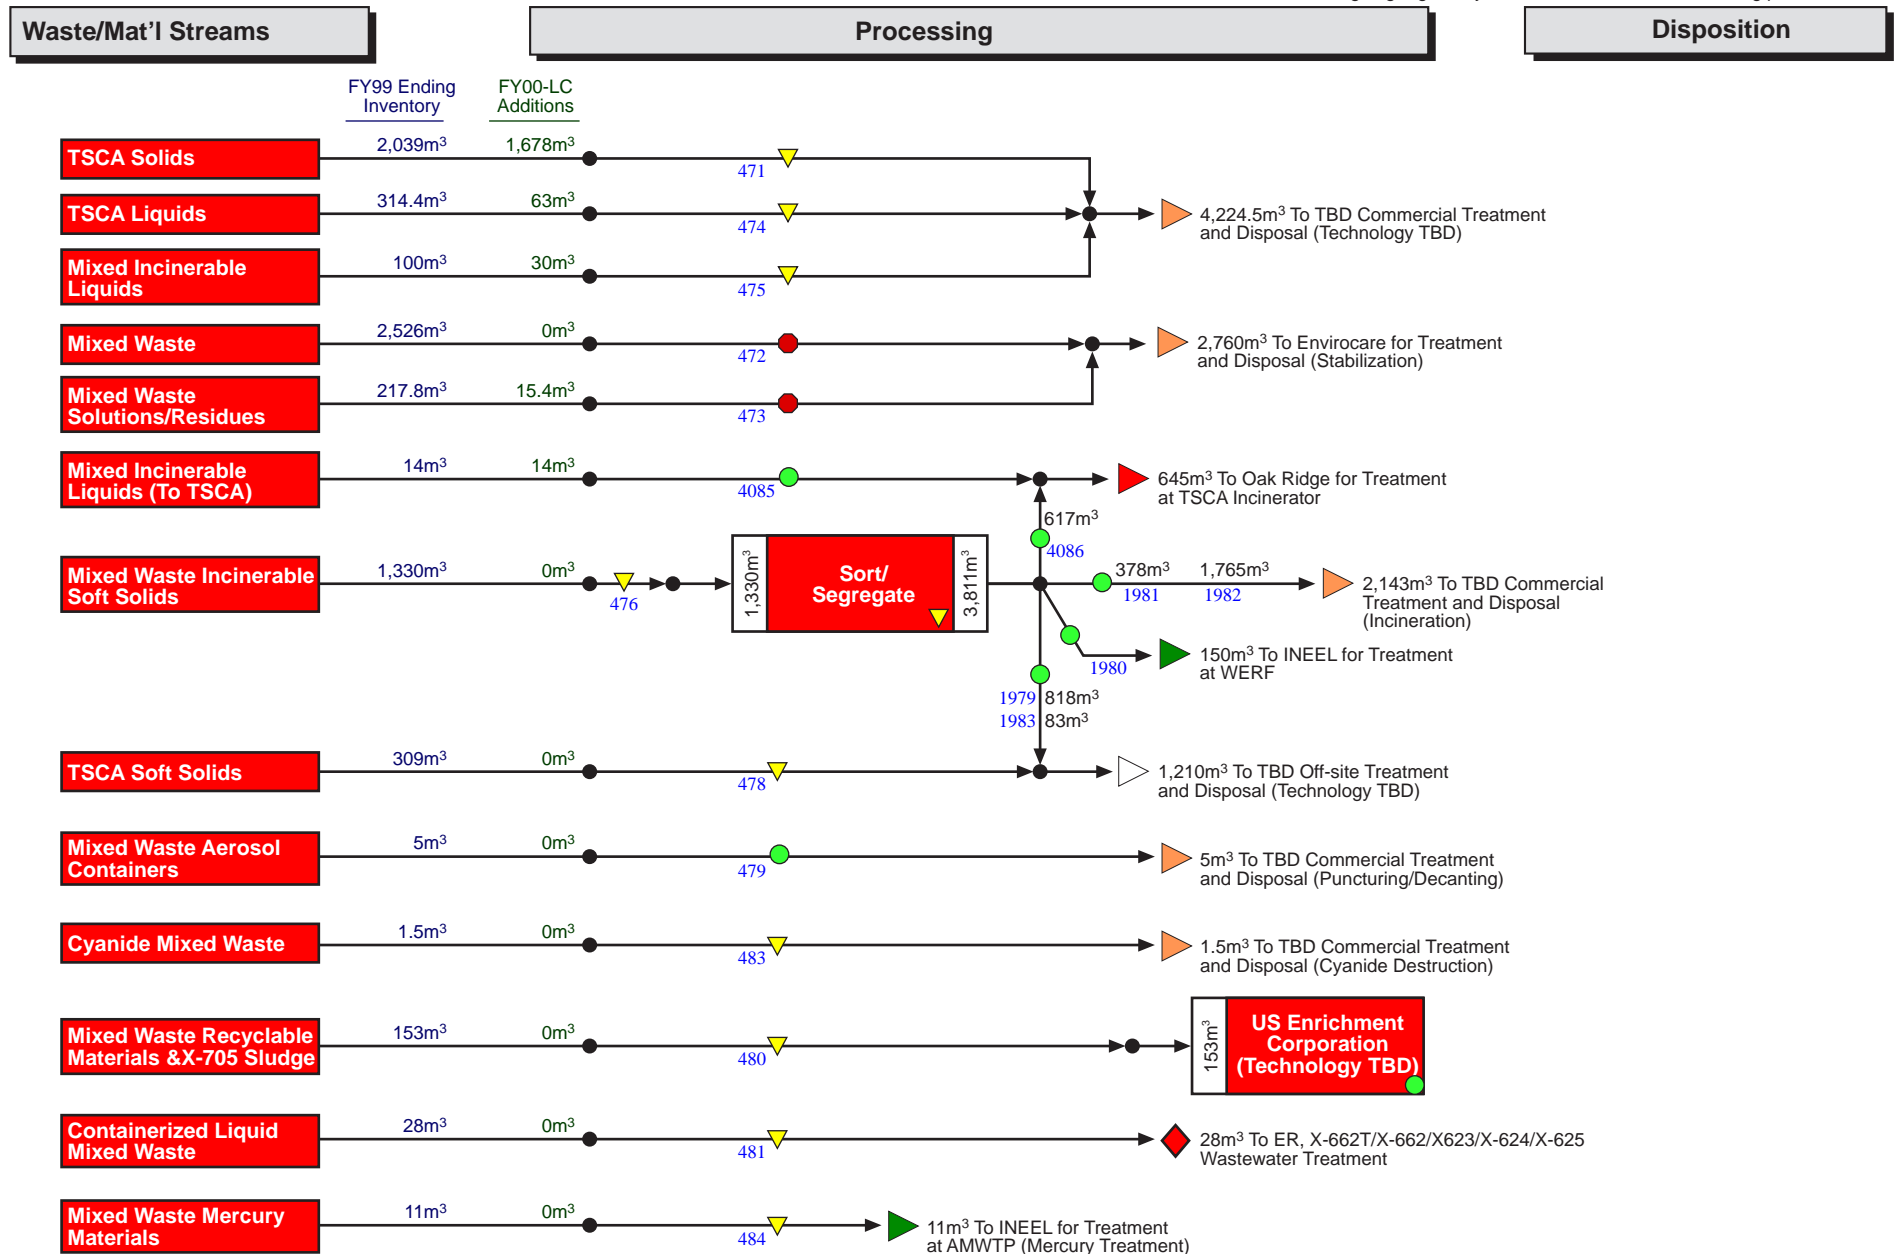 Waste/Mat'l Streams
Processing
Disposition
FY99 Ending
Inventory
FY00-LC
Additions
TSCA Solids
2,039m³
1,678m³
471
TSCA Liquids
314.4m³
63m³
474
4,224.5m³ To TBD Commercial Treatment
and Disposal (Technology TBD)
Mixed Incinerable
Liquids
100m³
30m³
475
Mixed Waste
2,526m³
0m³
472
2,760m³ To Envirocare for Treatment
and Disposal (Stabilization)
Mixed Waste
Solutions/Residues
217.8m³
15.4m³
473
Mixed Incinerable
Liquids (To TSCA)
14m³
14m³
4085
645m³ To Oak Ridge for Treatment
at TSCA Incinerator
617m³
4086
Mixed Waste Incinerable
Soft Solids
1,330m³
0m³
476
1,330m³
Sort/
Segregate
3,811m³
378m³
1,765m³
1981
1982
2,143m³ To TBD Commercial
Treatment and Disposal
(Incineration)
1980
150m³ To INEEL for Treatment
at WERF
1979
818m³
1983
83m³
TSCA Soft Solids
309m³
0m³
478
1,210m³ To TBD Off-site Treatment
and Disposal (Technology TBD)
Mixed Waste Aerosol
Containers
5m³
0m³
479
5m³ To TBD Commercial Treatment
and Disposal (Puncturing/Decanting)
Cyanide Mixed Waste
1.5m³
0m³
483
1.5m³ To TBD Commercial Treatment
and Disposal (Cyanide Destruction)
Mixed Waste Recyclable
Materials &X-705 Sludge
153m³
0m³
480
153m³
US Enrichment
Corporation
(Technology TBD)
Containerized Liquid
Mixed Waste
28m³
0m³
481
28m³ To ER, X-662T/X-662/X623/X-624/X-625
Wastewater Treatment
Mixed Waste Mercury
Materials
11m³
0m³
484
11m³ To INEEL for Treatment
at AMWTP (Mercury Treatment)